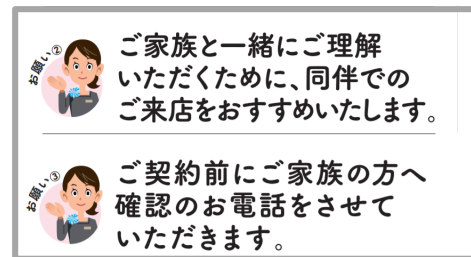 お願い②
ご家族と一緒にご理解
いただくために、同伴での
ご来店をおすすめいたします。
お願い③
ご契約前にご家族の方へ
確認のお電話をさせて
いただきます。